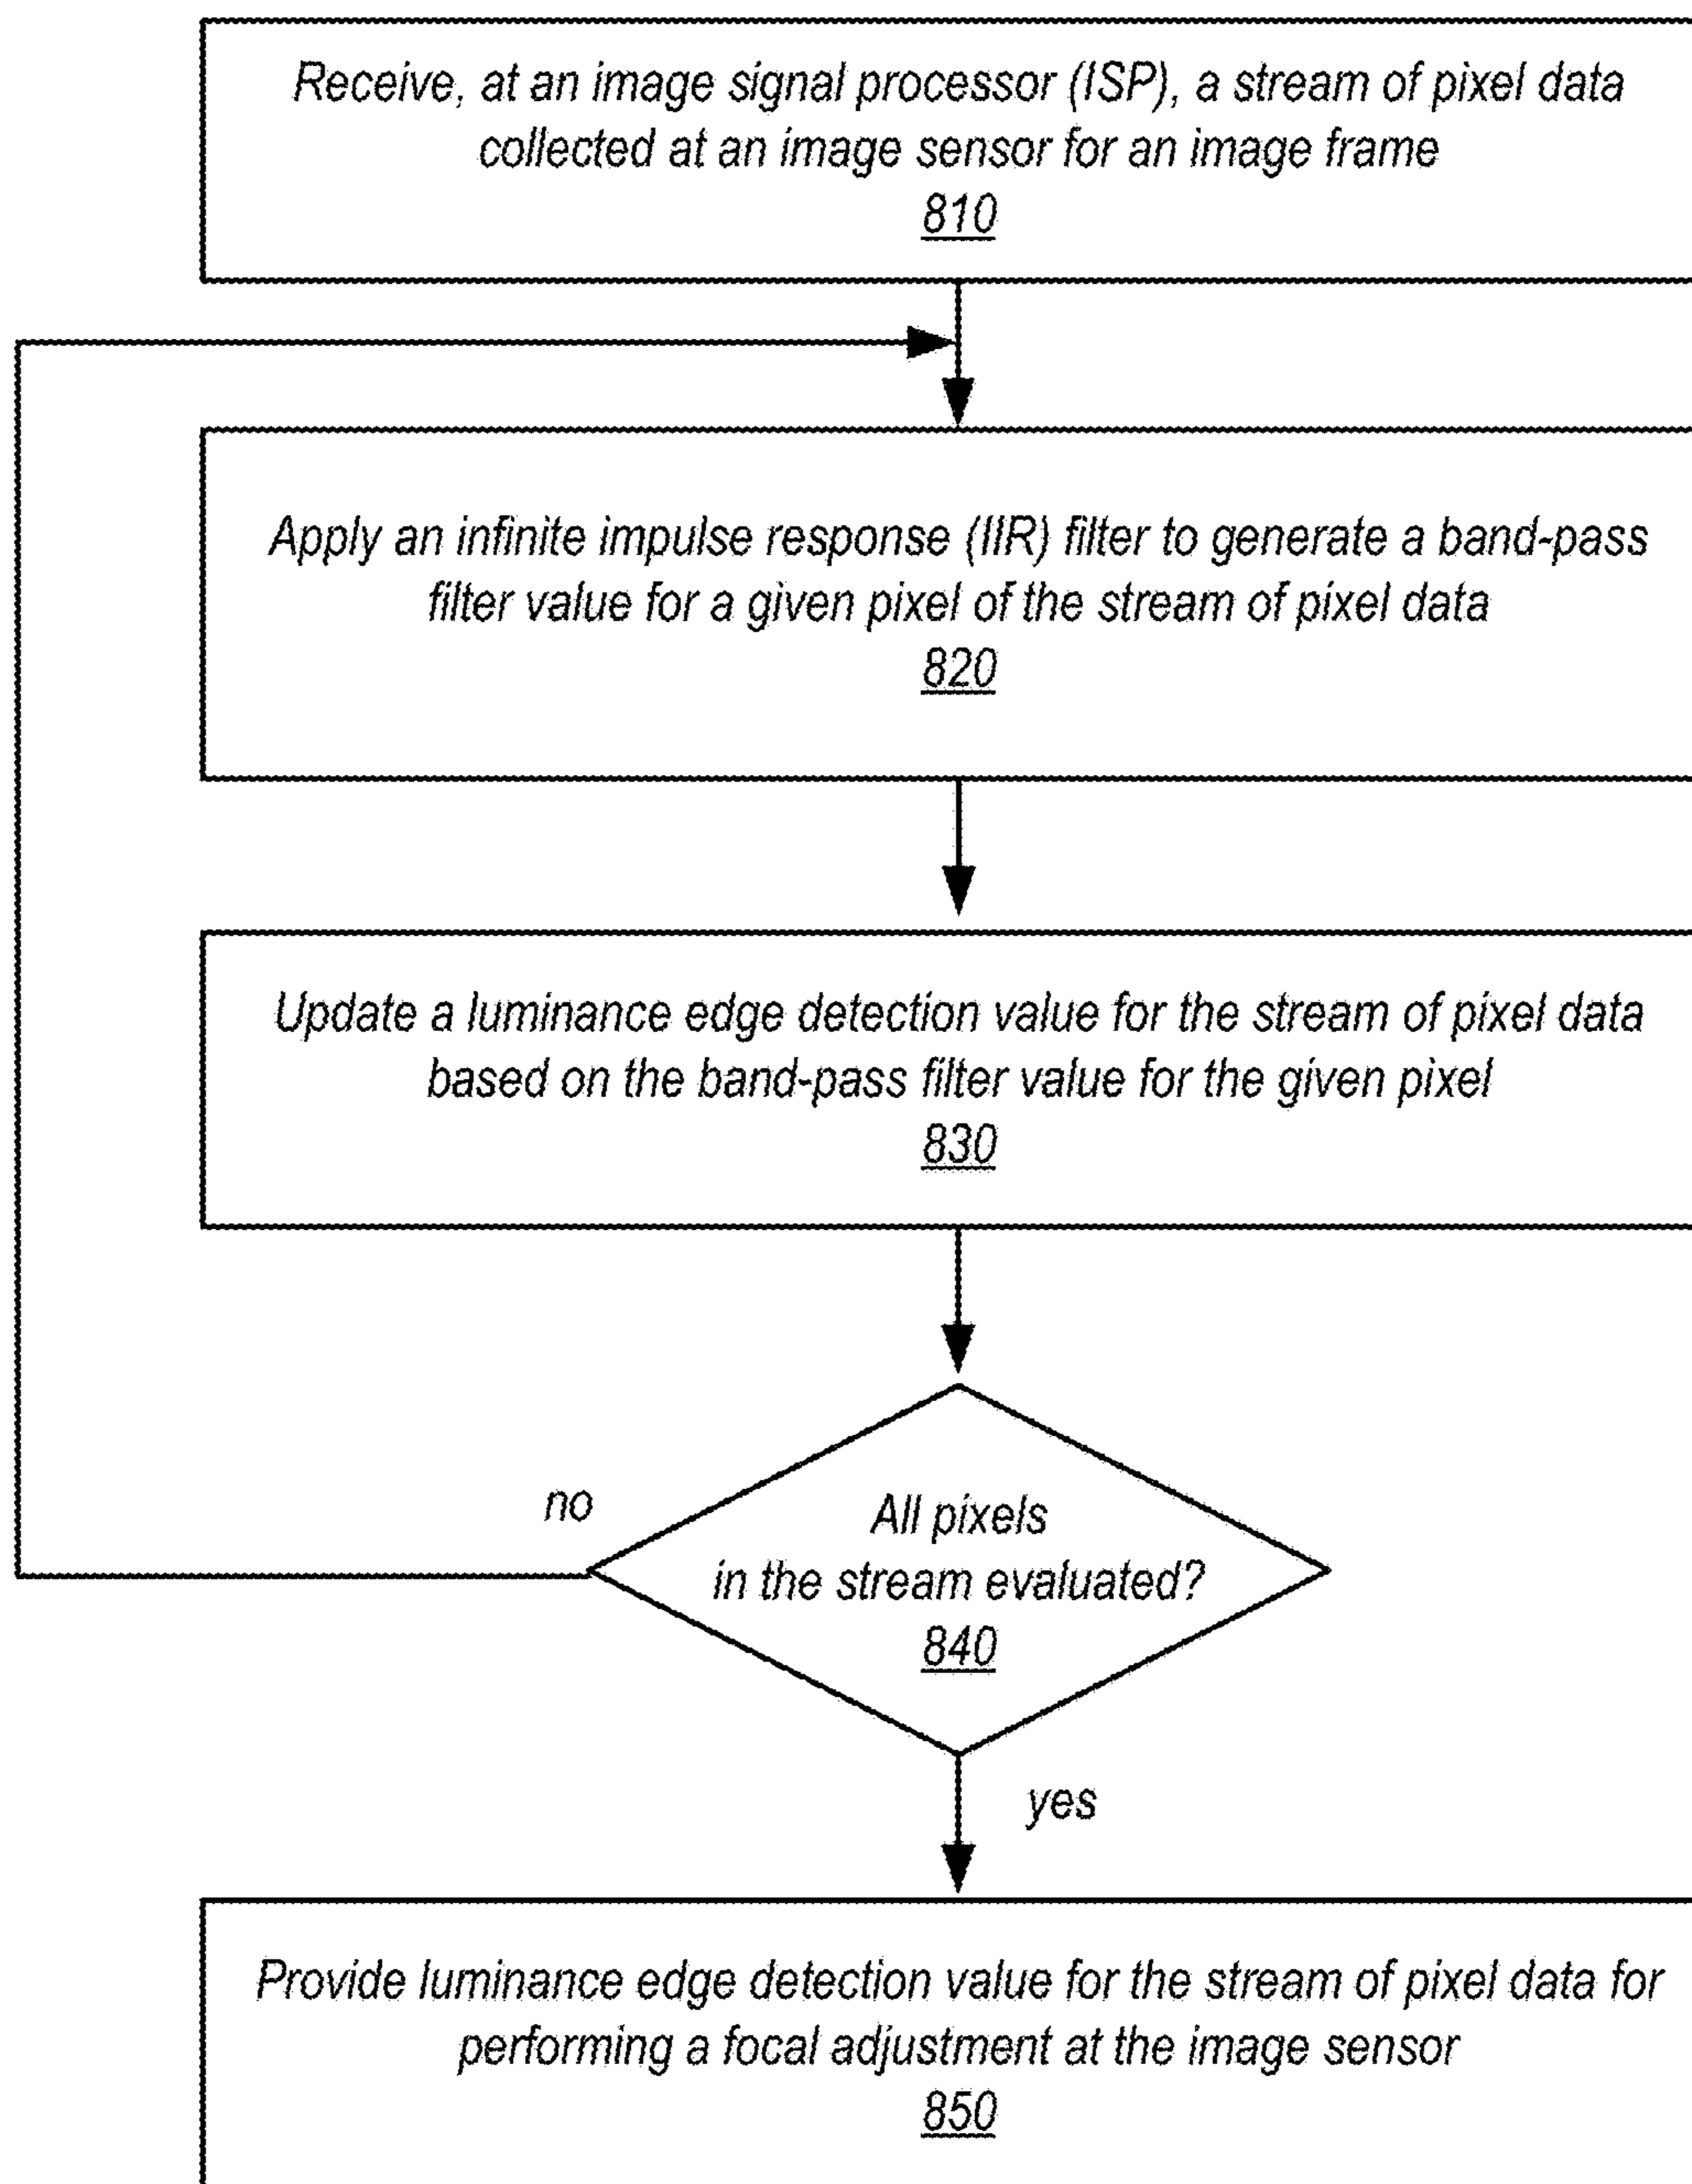 Receive, at an image signal processor (ISP), a stream of pixel data
collected at an image sensor for an image frame
810
Apply an infinite impulse response (IIR) filter to generate a band-pass
filter value for a given pixel of the stream of pixel data
820
Update a luminance edge detection value for the stream of pixel data
based on the band-pass filter value for the given pixel
830
no
All pixels
in the stream evaluated?
840
yes
Provide luminance edge detection value for the stream of pixel data for
performing a focal adjustment at the image sensor
850